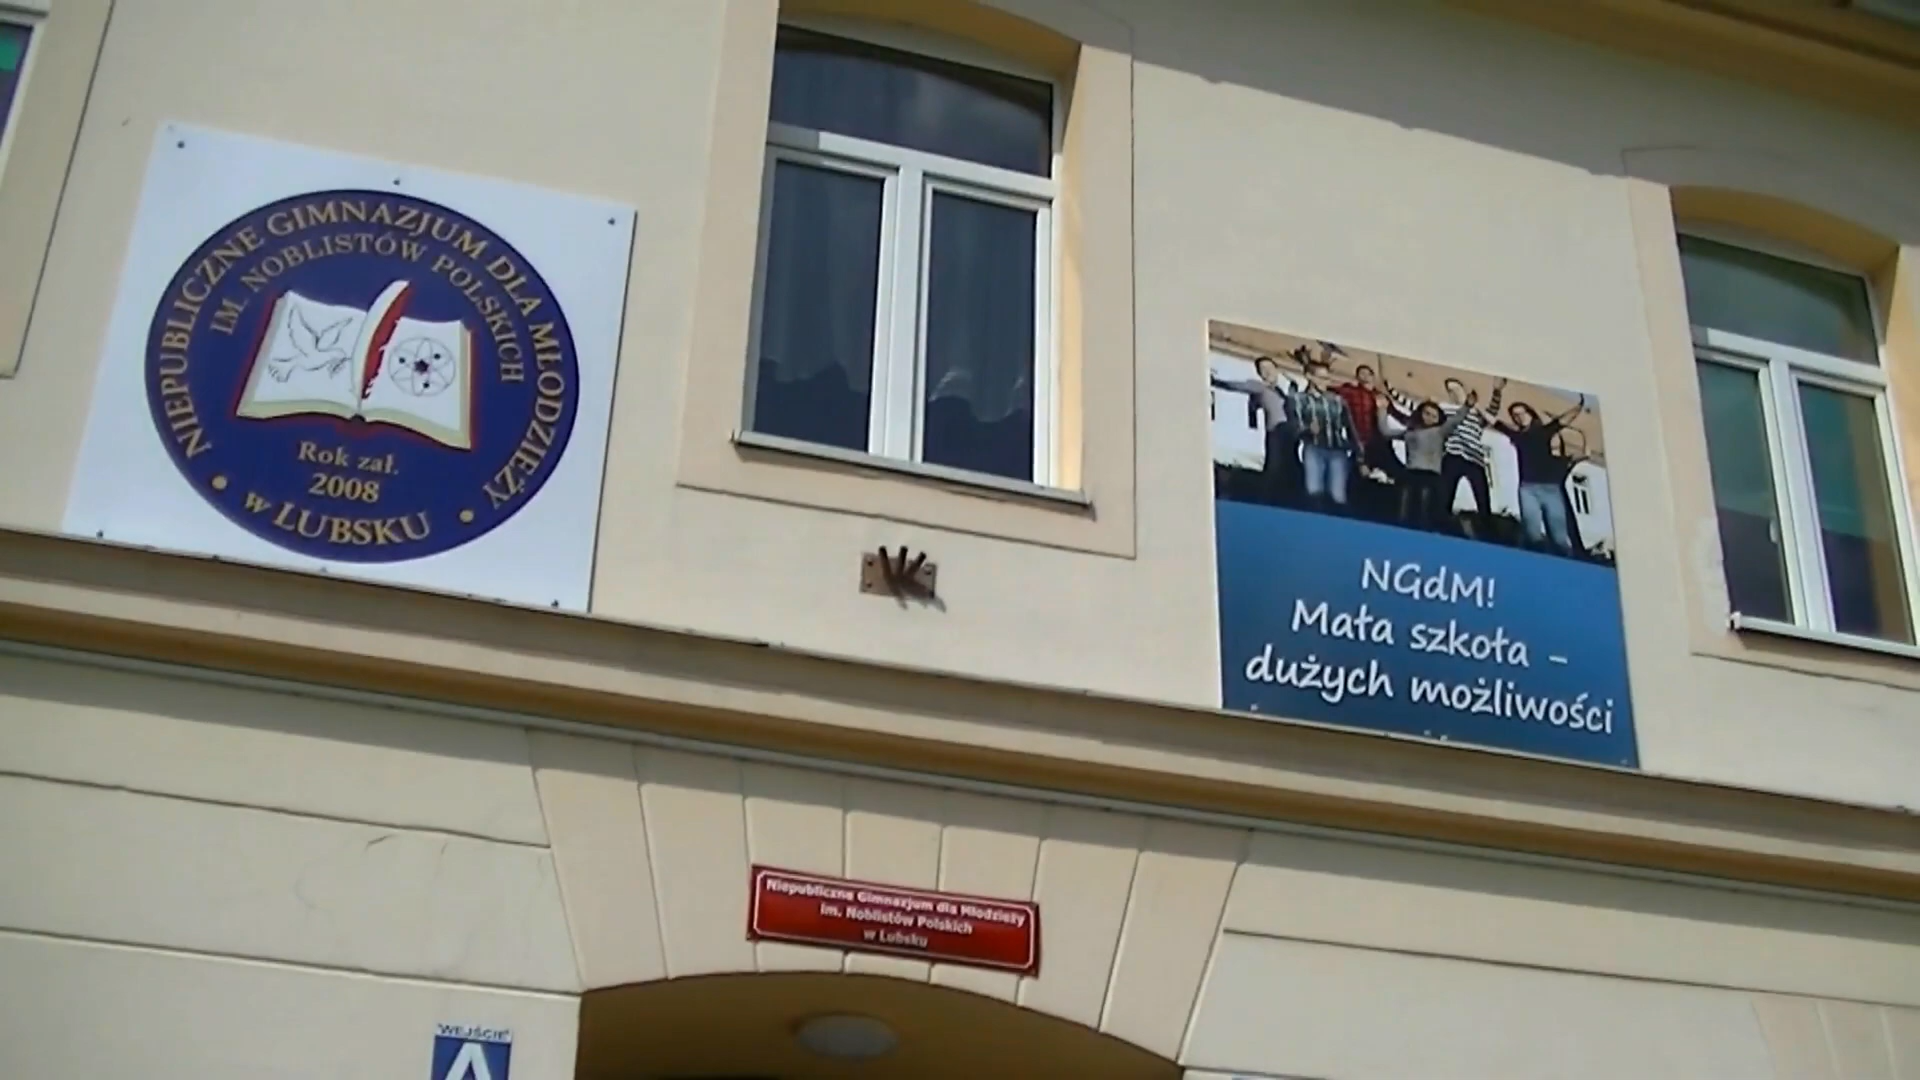 NIEPUBLICZNE GIMNAZJUM DLA MŁODZIEŻY
IM. NOBLISTÓW POLSKICH
Rok zał.
2008
• w LUBSKU •
NGdM!
Mała szkoła –
dużych możliwości
Niepubliczne Gimnazjum dla Młodzieży
im. Noblistów Polskich
w Lubsku
"WEJŚCIE"
A